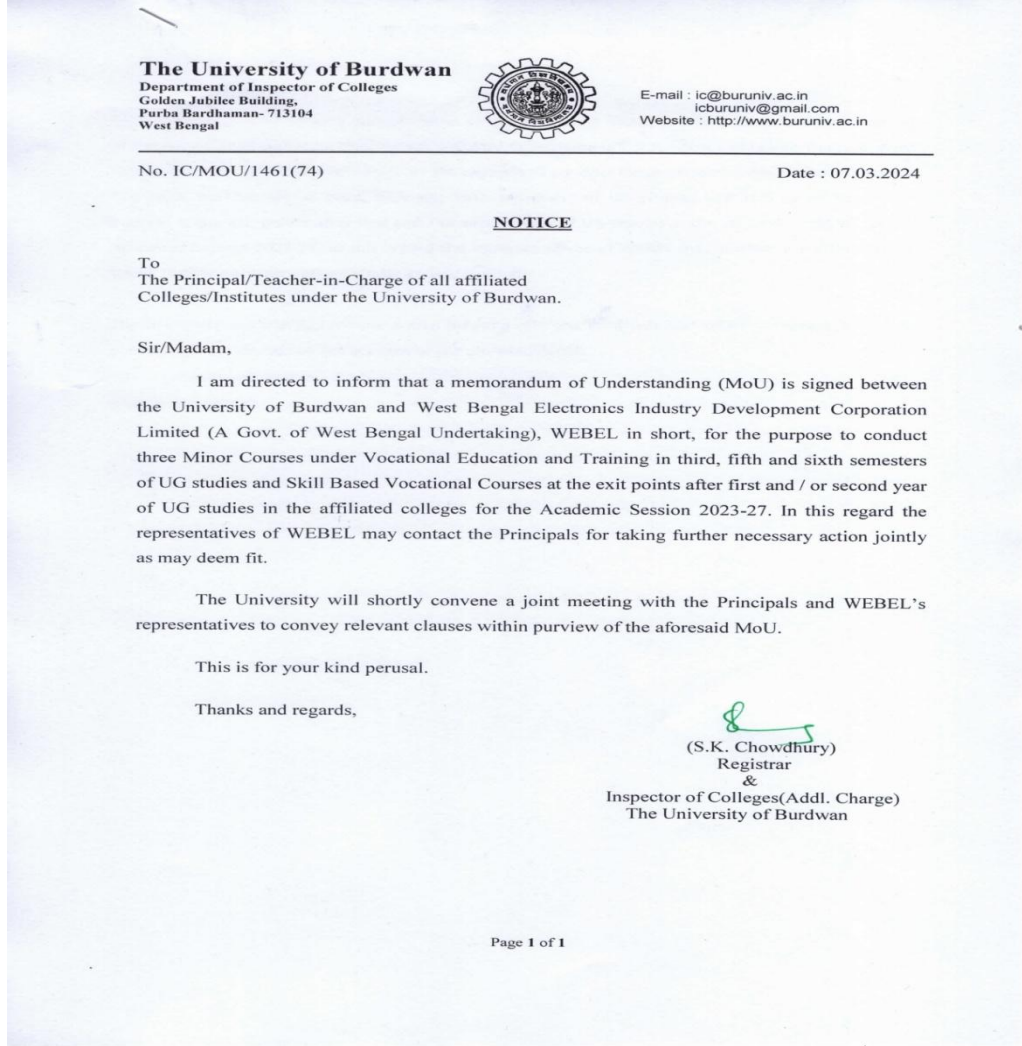 The University of Burdwan
Department of Inspector of Colleges
Golden Jubilee Building,
Purba Bardhaman- 713104
West Bengal
E-mail : ic@buruniv.ac.in
icburuniv@gmail.com
Website : http://www.buruniv.ac.in
No. IC/MOU/1461(74)
Date : 07.03.2024
NOTICE
To
The Principal/Teacher-in-Charge of all affiliated
Colleges/Institutes under the University of Burdwan.
Sir/Madam,
I am directed to inform that a memorandum of Understanding (MoU) is signed between
the University of Burdwan and West Bengal Electronics Industry Development Corporation
Limited (A Govt. of West Bengal Undertaking), WEBEL in short, for the purpose to conduct
three Minor Courses under Vocational Education and Training in third, fifth and sixth semesters
of UG studies and Skill Based Vocational Courses at the exit points after first and / or second year
of UG studies in the affiliated colleges for the Academic Session 2023-27. In this regard the
representatives of WEBEL may contact the Principals for taking further necessary action jointly
as may deem fit.
The University will shortly convene a joint meeting with the Principals and WEBEL’s
representatives to convey relevant clauses within purview of the aforesaid MoU.
This is for your kind perusal.
Thanks and regards,
(S.K. Chowdhury)
Registrar
&
Inspector of Colleges(Addl. Charge)
The University of Burdwan
Page 1 of 1